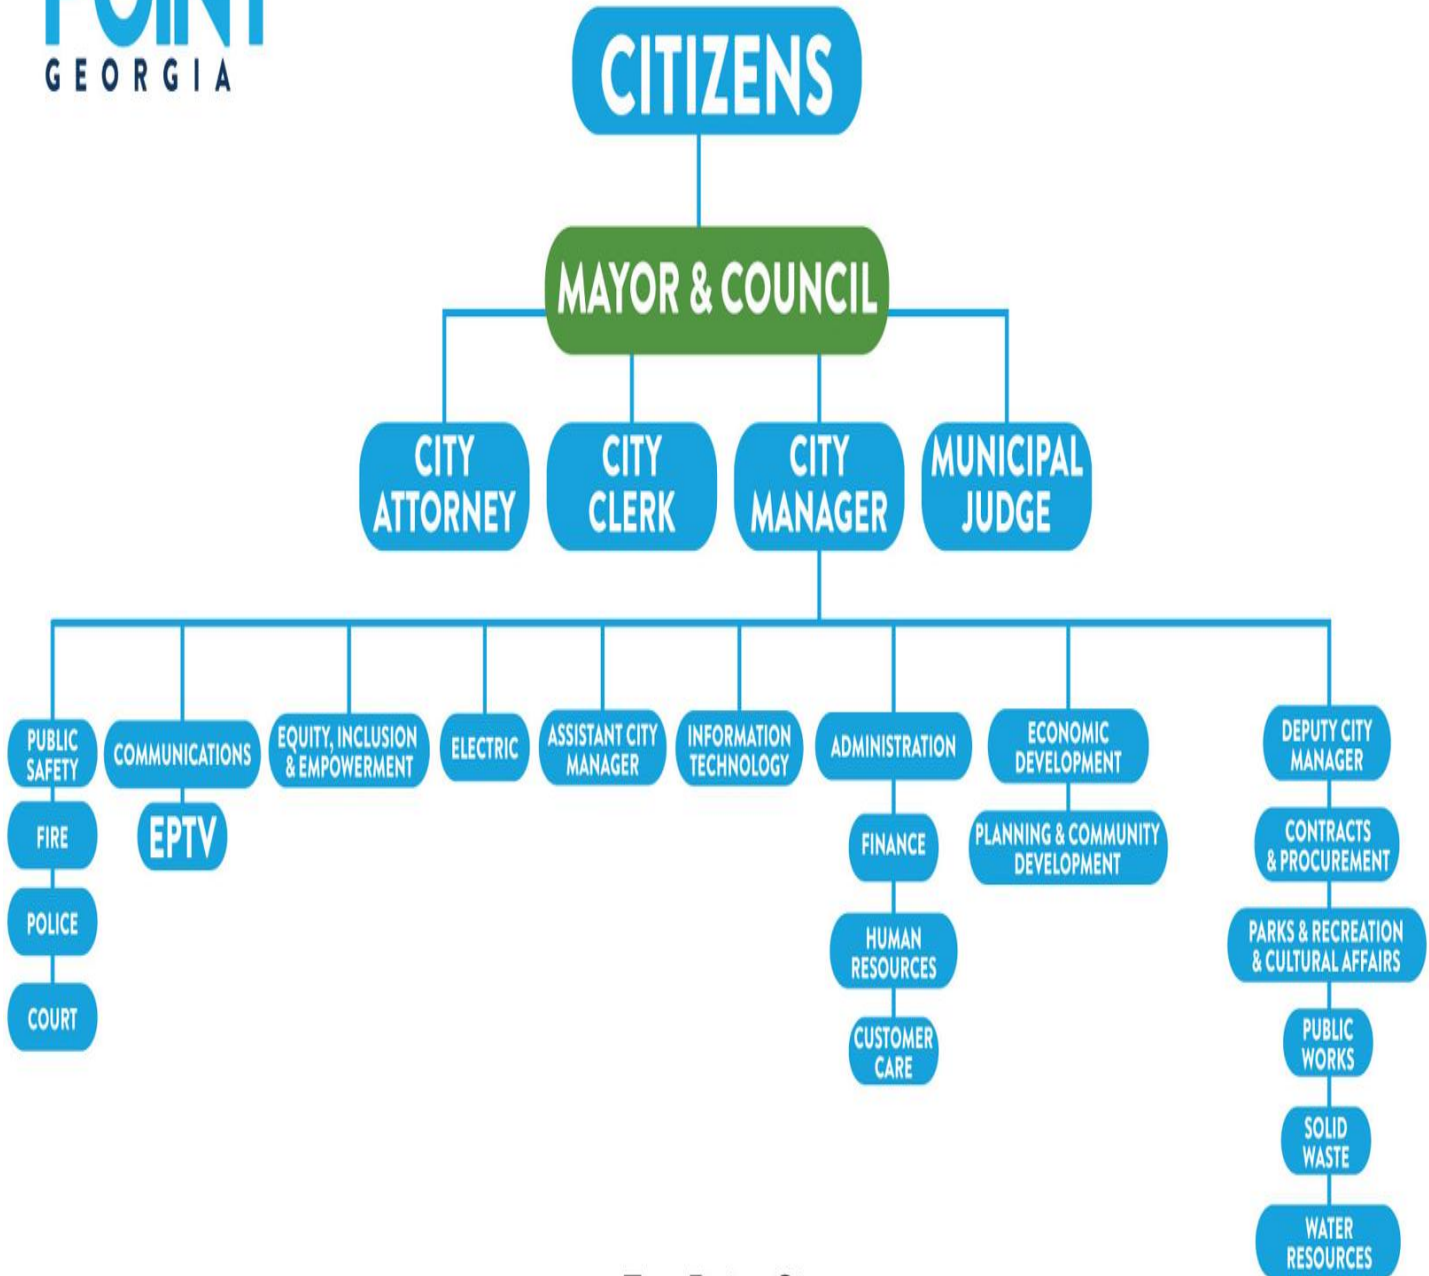 POINT
GEORGIA
CITIZENS
MAYOR & COUNCIL
CITY
ATTORNEY
CITY
CLERK
CITY
MANAGER
MUNICIPAL
JUDGE
PUBLIC
SAFETY
FIRE
POLICE
COURT
COMMUNICATIONS
EPTV
EQUITY, INCLUSION
& EMPOWERMENT
ELECTRIC
ASSISTANT CITY
MANAGER
INFORMATION
TECHNOLOGY
ADMINISTRATION
FINANCE
HUMAN
RESOURCES
CUSTOMER
CARE
ECONOMIC
DEVELOPMENT
PLANNING & COMMUNITY
DEVELOPMENT
DEPUTY CITY
MANAGER
CONTRACTS
& PROCUREMENT
PARKS & RECREATION
& CULTURAL AFFAIRS
PUBLIC
WORKS
SOLID
WASTE
WATER
RESOURCES